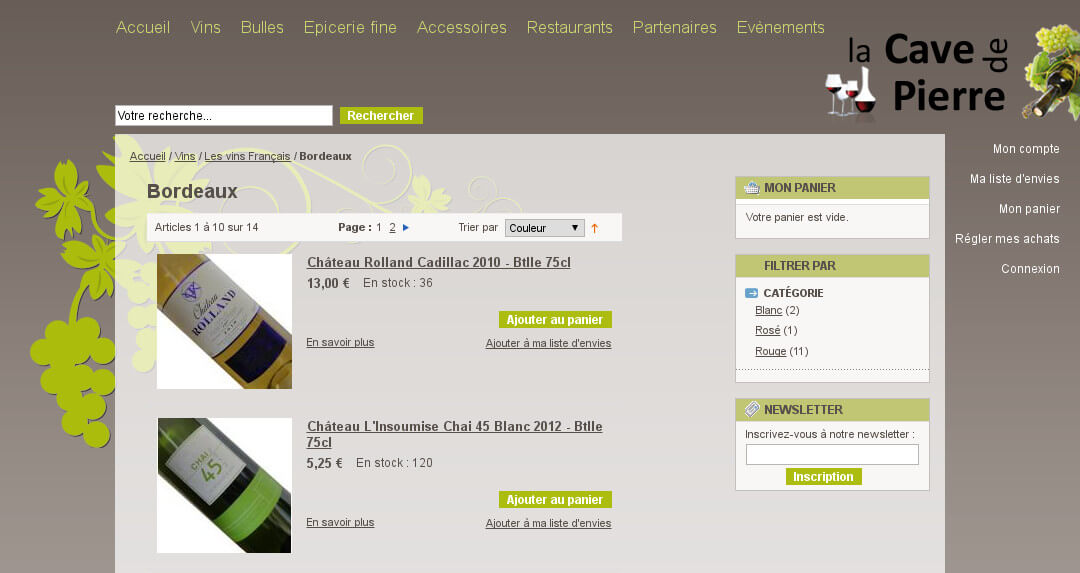 Accueil Vins Bulles Epicerie fine Accessoires Restaurants Partenaires Evènements
la Cave de
Pierre
Votre recherche... Rechercher
Accueil / Vins / Les vins Français / Bordeaux
Bordeaux
Articles 1 à 10 sur 14 Page : 1 2 Trier par Couleur
Château Rolland Cadillac 2010 - Btlle 75cl
13,00 € En stock : 36
Ajouter au panier
En savoir plus Ajouter à ma liste d'envies
Château
ROLLAND
Château L'Insoumise Chai 45 Blanc 2012 - Btlle
75cl
5,25 € En stock : 120
Ajouter au panier
En savoir plus Ajouter à ma liste d'envies
CHAI
45
MON PANIER
Votre panier est vide.
FILTRER PAR
CATÉGORIE
Blanc (2)
Rosé (1)
Rouge (11)
NEWSLETTER
Inscrivez-vous à notre newsletter :
Inscription
Mon compte
Ma liste d'envies
Mon panier
Régler mes achats
Connexion